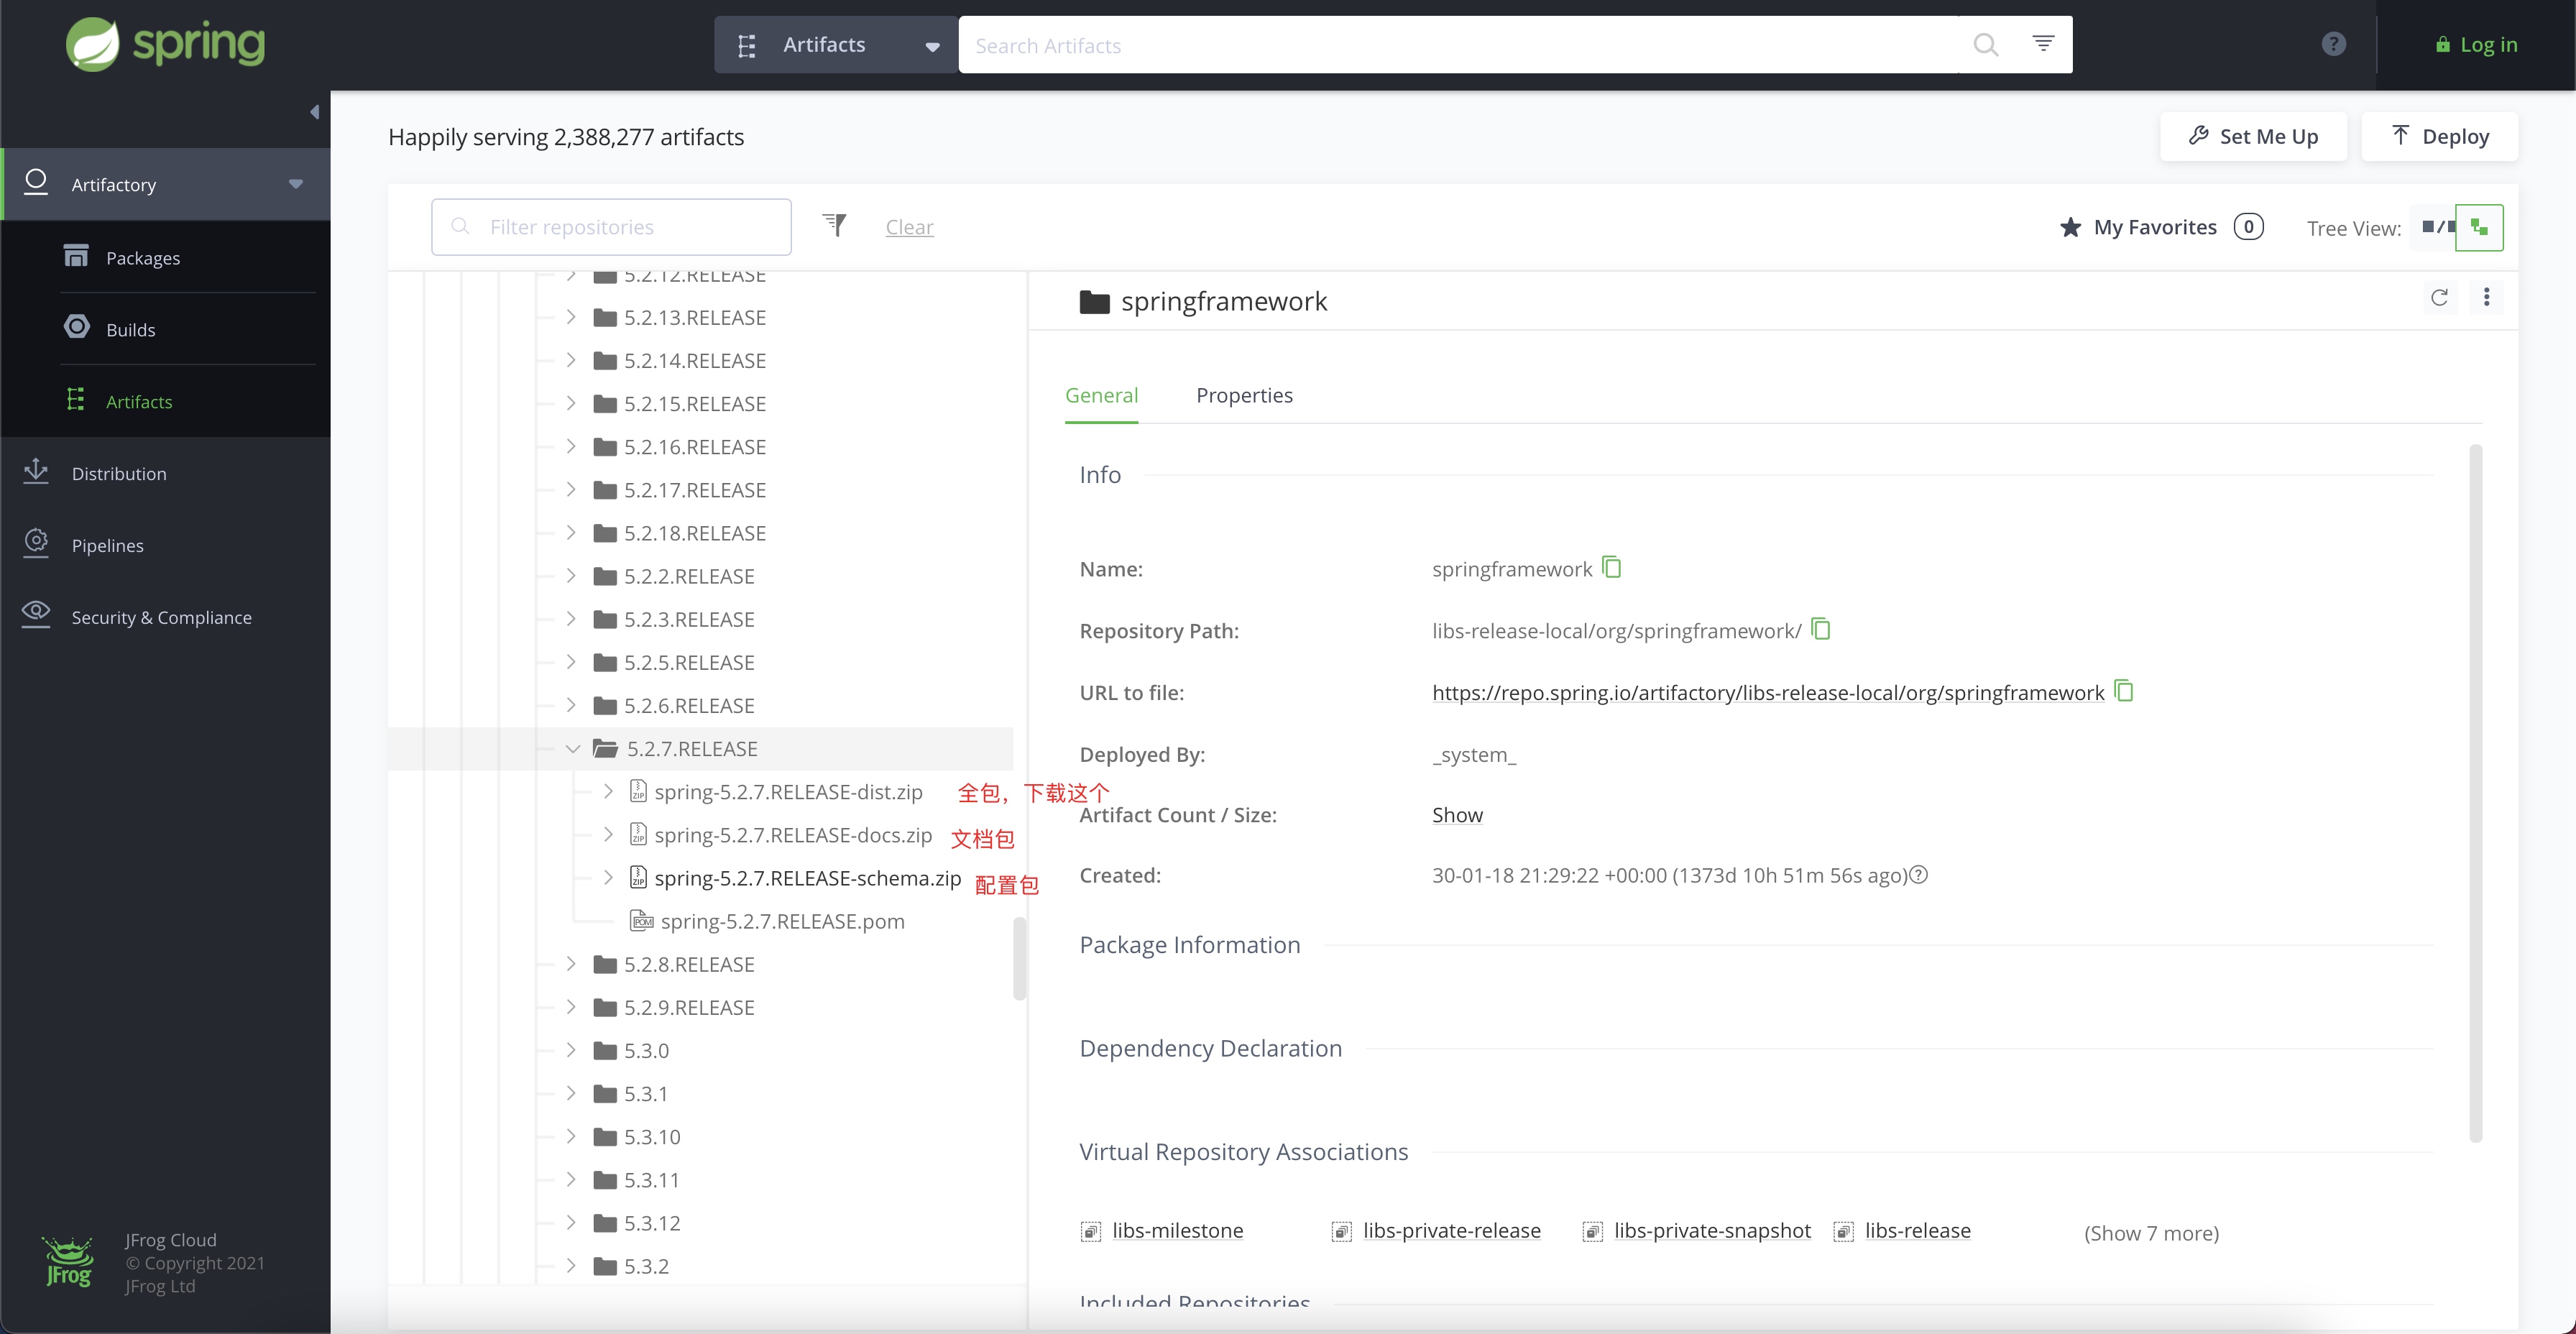 spring
Artifacts
Search Artifacts
Log in
Happily serving 2,388,277 artifacts
Set Me Up
Deploy
Artifactory
Packages
Builds
Artifacts
Distribution
Pipelines
Security & Compliance
JFrog
JFrog Cloud
© Copyright 2021
JFrog Ltd
Filter repositories
Clear
My Favorites
0
Tree View:
5.2.12.RELEASE
5.2.13.RELEASE
5.2.14.RELEASE
5.2.15.RELEASE
5.2.16.RELEASE
5.2.17.RELEASE
5.2.18.RELEASE
5.2.2.RELEASE
5.2.3.RELEASE
5.2.5.RELEASE
5.2.6.RELEASE
5.2.7.RELEASE
spring-5.2.7.RELEASE-dist.zip 全包，下载这个
spring-5.2.7.RELEASE-docs.zip 文档包
spring-5.2.7.RELEASE-schema.zip 配置包
spring-5.2.7.RELEASE.pom
5.2.8.RELEASE
5.2.9.RELEASE
5.3.0
5.3.1
5.3.10
5.3.11
5.3.12
5.3.2
springframework
General Properties
Info
Name: springframework
Repository Path: libs-release-local/org/springframework/
URL to file: https://repo.spring.io/artifactory/libs-release-local/org/springframework
Deployed By: _system_
Artifact Count / Size: Show
Created: 30-01-18 21:29:22 +00:00 (1373d 10h 51m 56s ago)
Package Information
Dependency Declaration
Virtual Repository Associations
libs-milestone libs-private-release libs-private-snapshot libs-release (Show 7 more)
Included Repositories